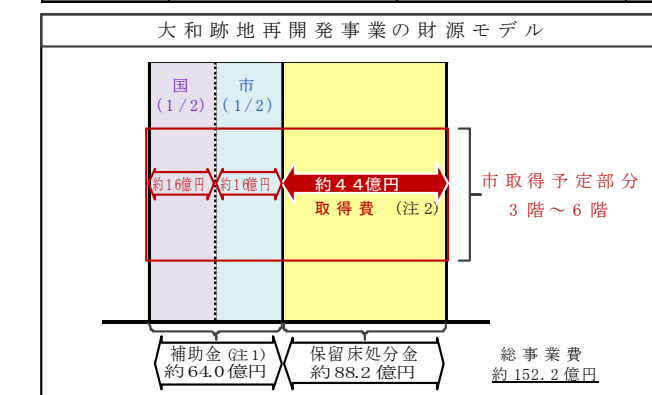 大和跡地再開発事業の財源モデル
国
(1/2)
市
(1/2)
約16億円
約16億円
約44億円
取得費 (注2)
市取得予定部分
3階～6階
補助金(注1)
約64.0億円
保留床処分金
約88.2億円
総事業費
約152.2億円